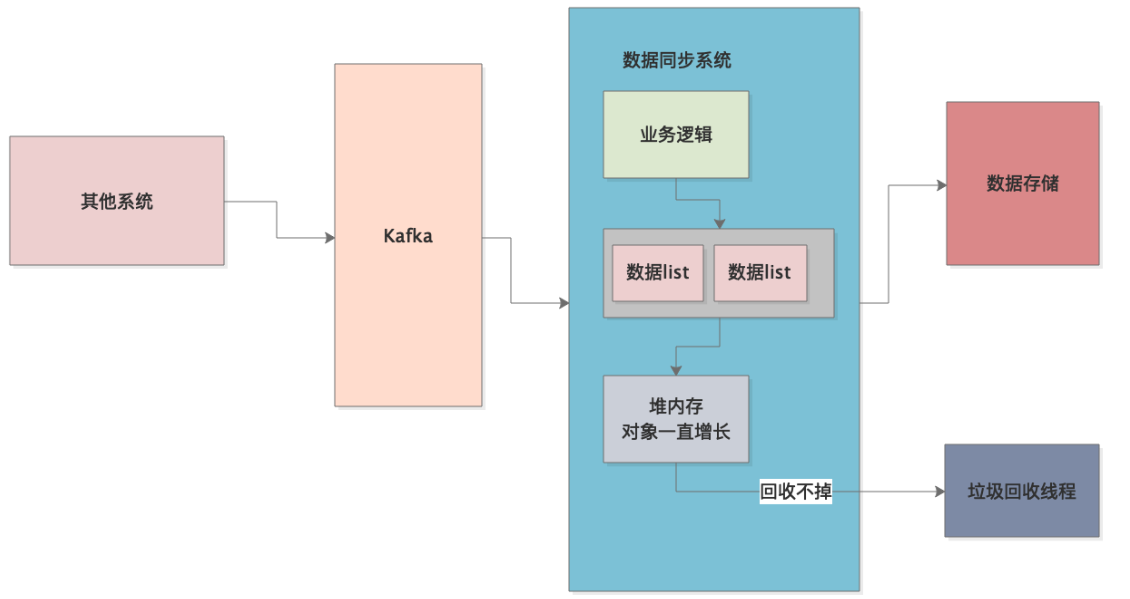 其他系统
Kafka
数据同步系统
业务逻辑
数据list
数据list
堆内存
对象一直增长
回收不掉
数据存储
垃圾回收线程